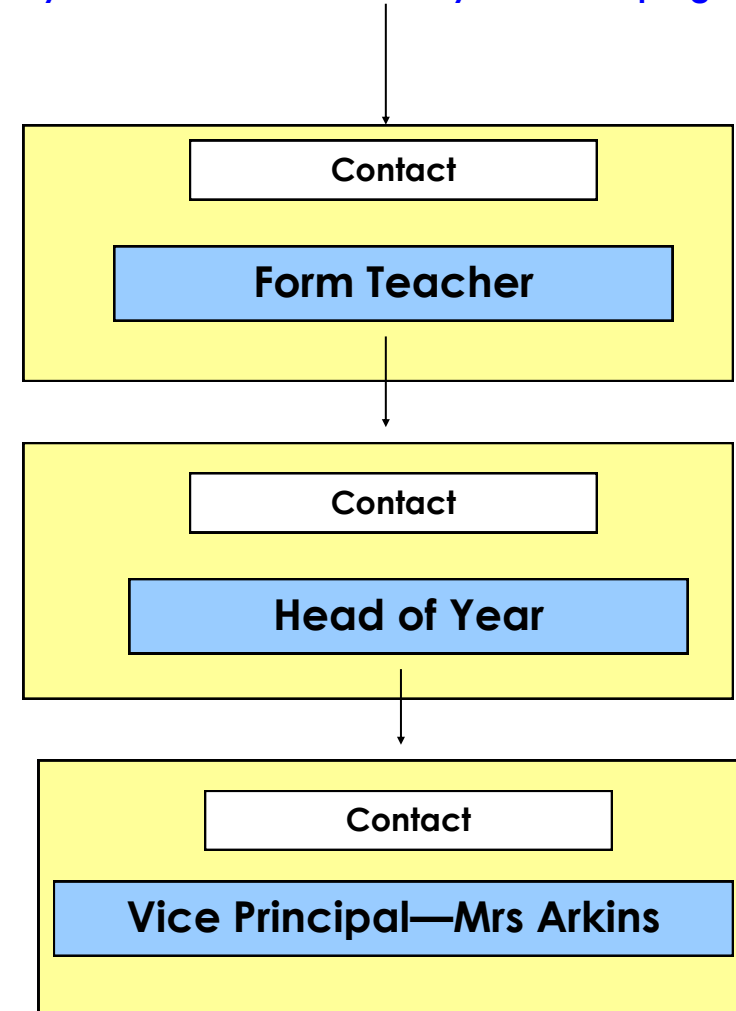 Contact
Form Teacher
Contact
Head of Year
Contact
Vice Principal—Mrs Arkins